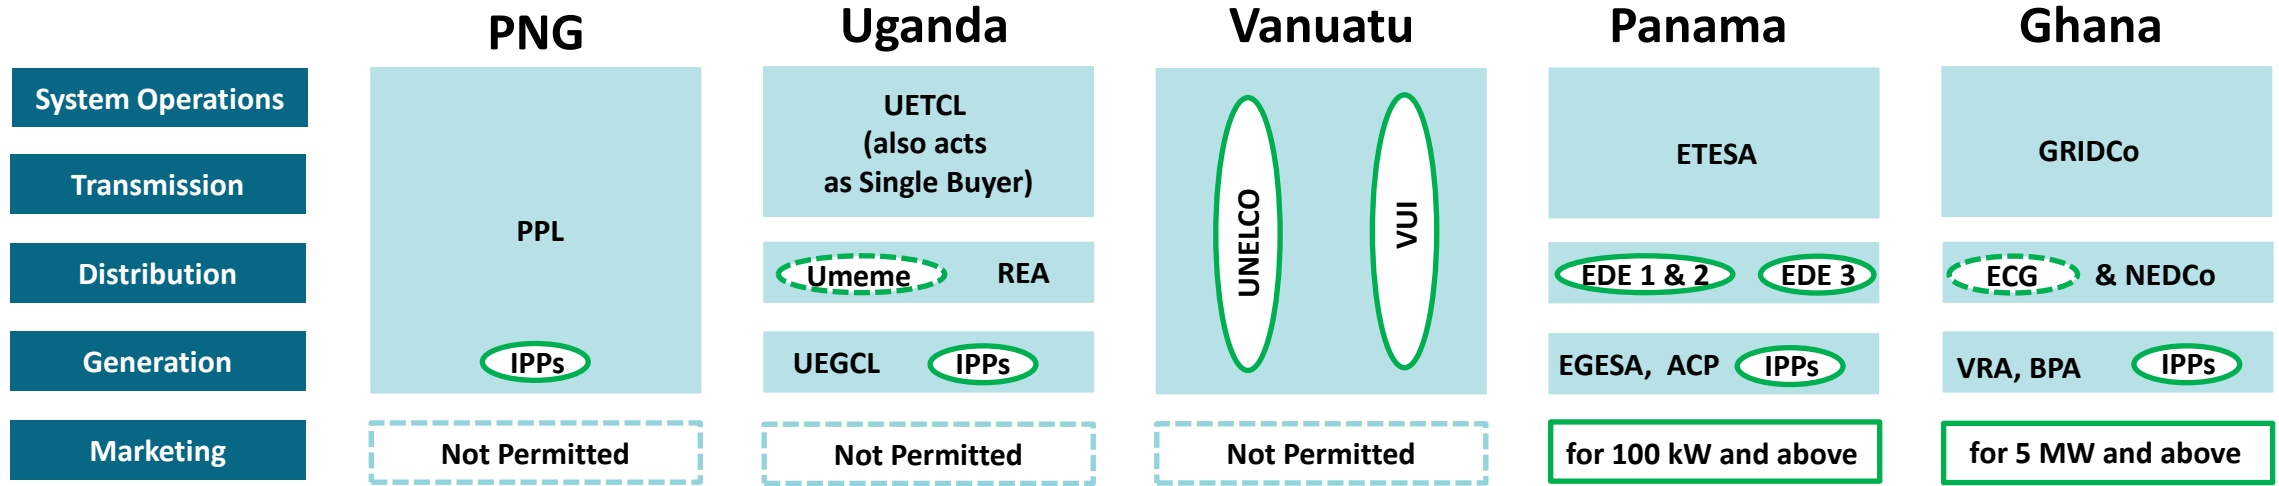 PNG
Uganda
Vanuatu
Panama
Ghana
System Operations
Transmission
Distribution
Generation
Marketing
PPL
IPPs
Not Permitted
UETCL
(also acts
as Single Buyer)
Umeme
REA
UEGCL
IPPs
Not Permitted
UNELCO
VUI
Not Permitted
ETESA
EDE 1 & 2
EDE 3
EGESA, ACP
IPPs
for 100 kW and above
GRIDCo
ECG
& NEDCo
VRA, BPA
IPPs
for 5 MW and above